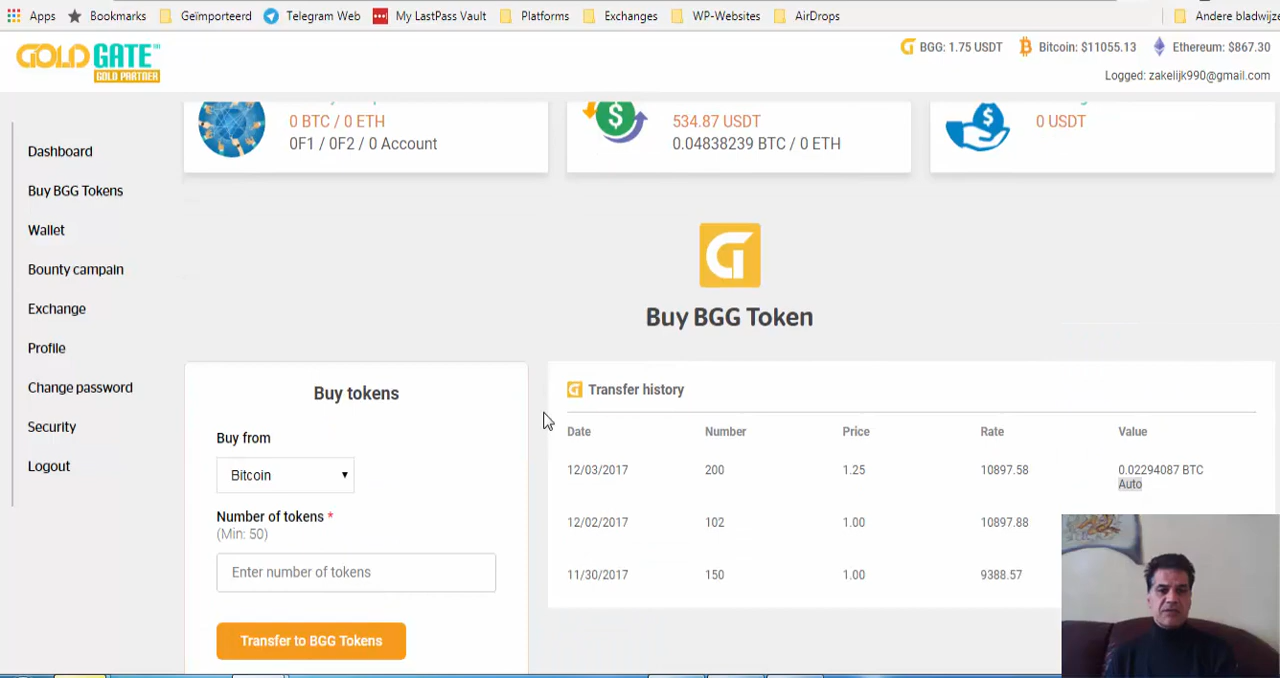 Apps Bookmarks Geïmporteerd Telegram Web My LastPass Vault Platforms Exchanges WP-Websites AirDrops Andere bladwijze
GOLD GATE
GOLD PARTNER
BGG: 1.75 USDT Bitcoin: $11055.13 Ethereum: $867.30
Logged: zakelijk990@gmail.com
0 BTC / 0 ETH
0F1 / 0F2 / 0 Account
534.87 USDT
0.04838239 BTC / 0 ETH
0 USDT
Dashboard
Buy BGG Tokens
Wallet
Bounty campain
Exchange
Profile
Change password
Security
Logout
Buy BGG Token
Buy tokens
Buy from
Bitcoin
Number of tokens *
(Min: 50)
Enter number of tokens
Transfer to BGG Tokens
Transfer history
Date Number Price Rate Value
12/03/2017 200 1.25 10897.58 0.02294087 BTC
Auto
12/02/2017 102 1.00 10897.88
11/30/2017 150 1.00 9388.57